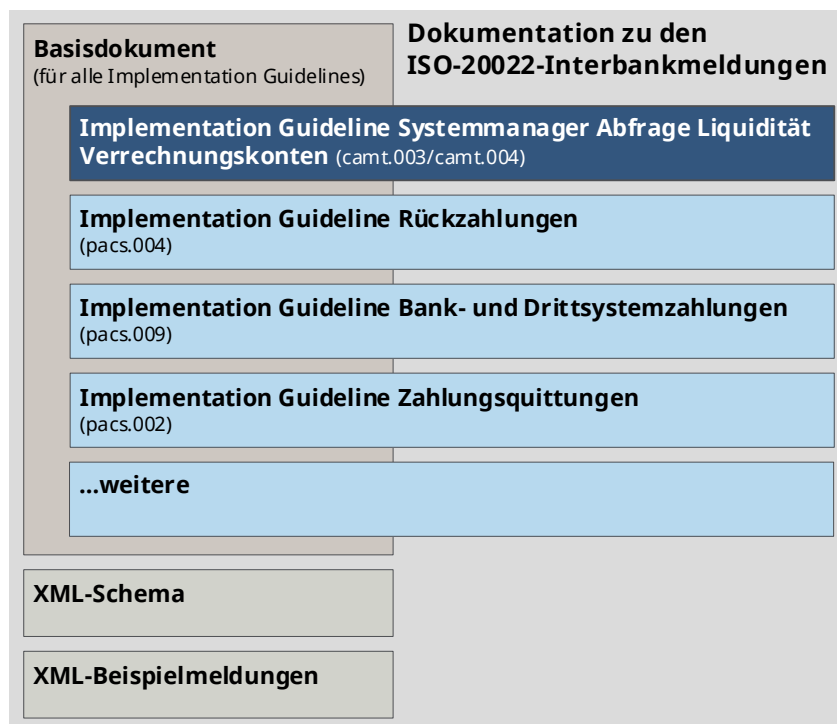 Basisdokument
(für alle Implementation Guidelines)
Dokumentation zu den
ISO-20022-Interbankmeldungen
Implementation Guideline Systemmanager Abfrage Liquidität
Verrechnungskonten (camt.003/camt.004)
Implementation Guideline Rückzahlungen
(pacs.004)
Implementation Guideline Bank- und Drittsystemzahlungen
(pacs.009)
Implementation Guideline Zahlungsquittungen
(pacs.002)
...weitere
XML-Schema
XML-Beispielmeldungen